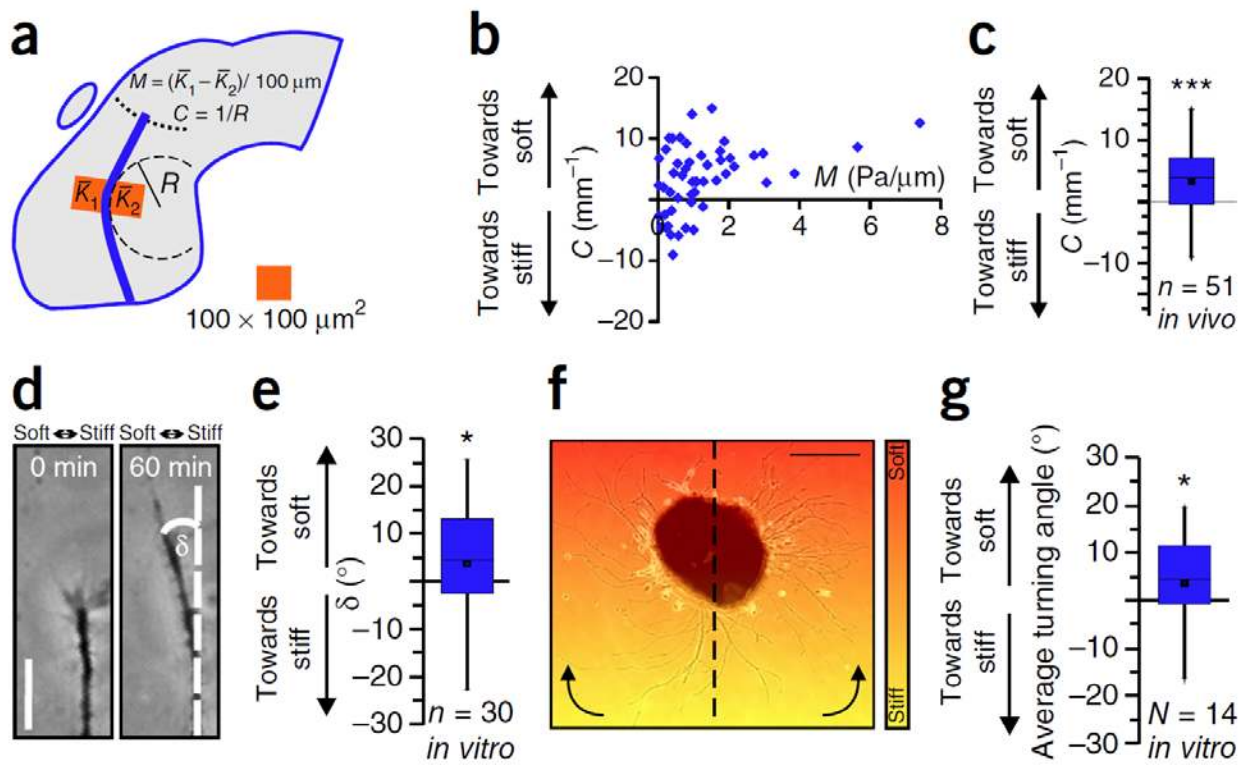 a
M = (K̅₁ – K̅₂)/ 100 µm
C = 1/R
K̅₁
K̅₂
R
100 × 100 µm²
b
Towards
soft
Towards
stiff
C (mm⁻¹)
20
10
0
–10
–20
M (Pa/µm)
2
4
6
8
c
Towards
soft
Towards
stiff
C (mm⁻¹)
20
10
0
–10
***
n = 51
in vivo
d
Soft Stiff
Soft Stiff
0 min
60 min
δ
e
Towards
soft
Towards
stiff
δ (°)
30
20
10
–10
–20
–30
*
n = 30
in vitro
f
Soft
Stiff
g
Towards
soft
Towards
stiff
Average turning angle (°)
30
20
10
–10
–20
–30
*
N = 14
in vitro